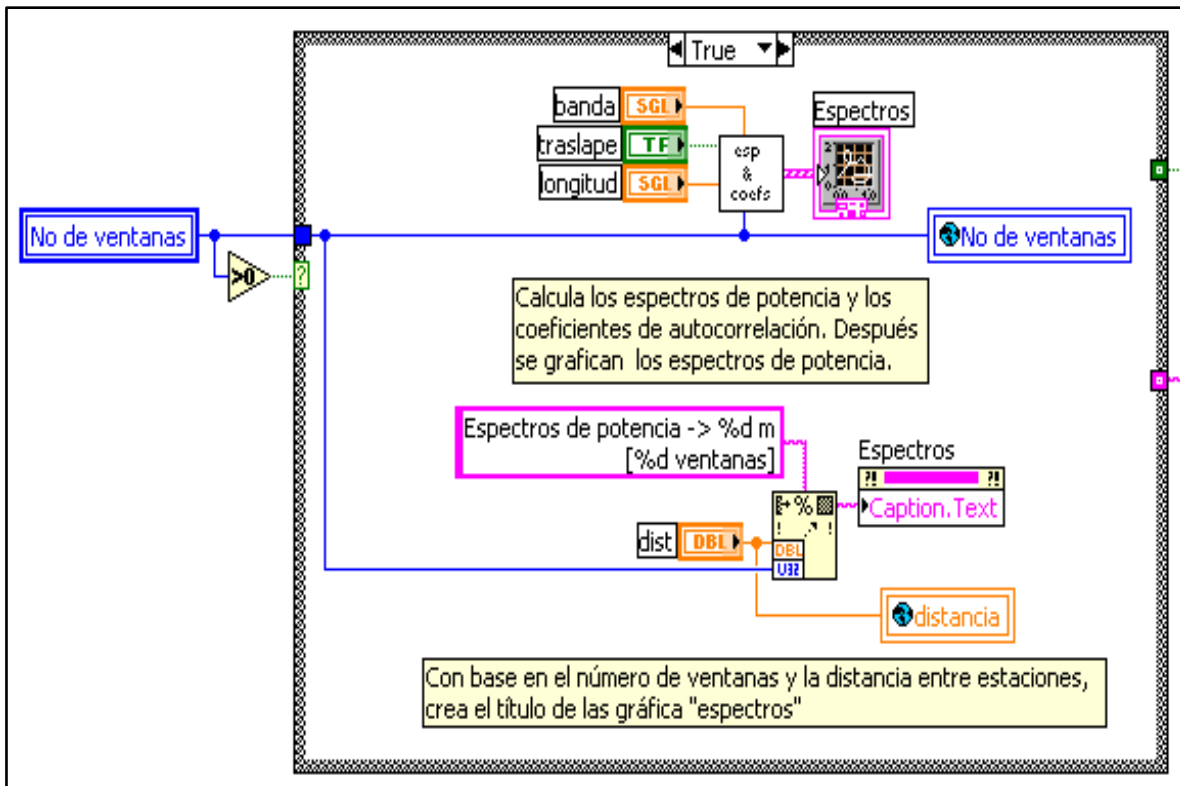 True
banda
SGL
Espectros
traslape
TF
esp
&
coefs
longitud
SGL
No de ventanas
No de ventanas
>0
?
Calcula los espectros de potencia y los
coeficientes de autocorrelación. Después
se grafican los espectros de potencia.
Espectros de potencia -> %d m
[%d ventanas]
Espectros
?! ?!
Caption.Text
%
dist
DBL
DBL
U32
distancia
Con base en el número de ventanas y la distancia entre estaciones,
crea el título de las gráfica "espectros"